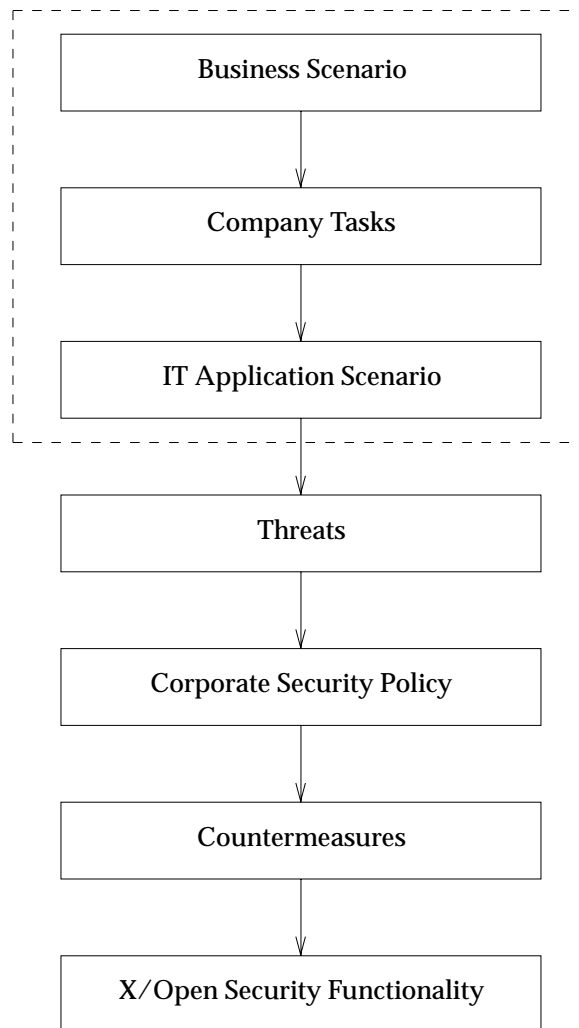 Business Scenario
Company Tasks
IT Application Scenario
Threats
Corporate Security Policy
Countermeasures
X/Open Security Functionality